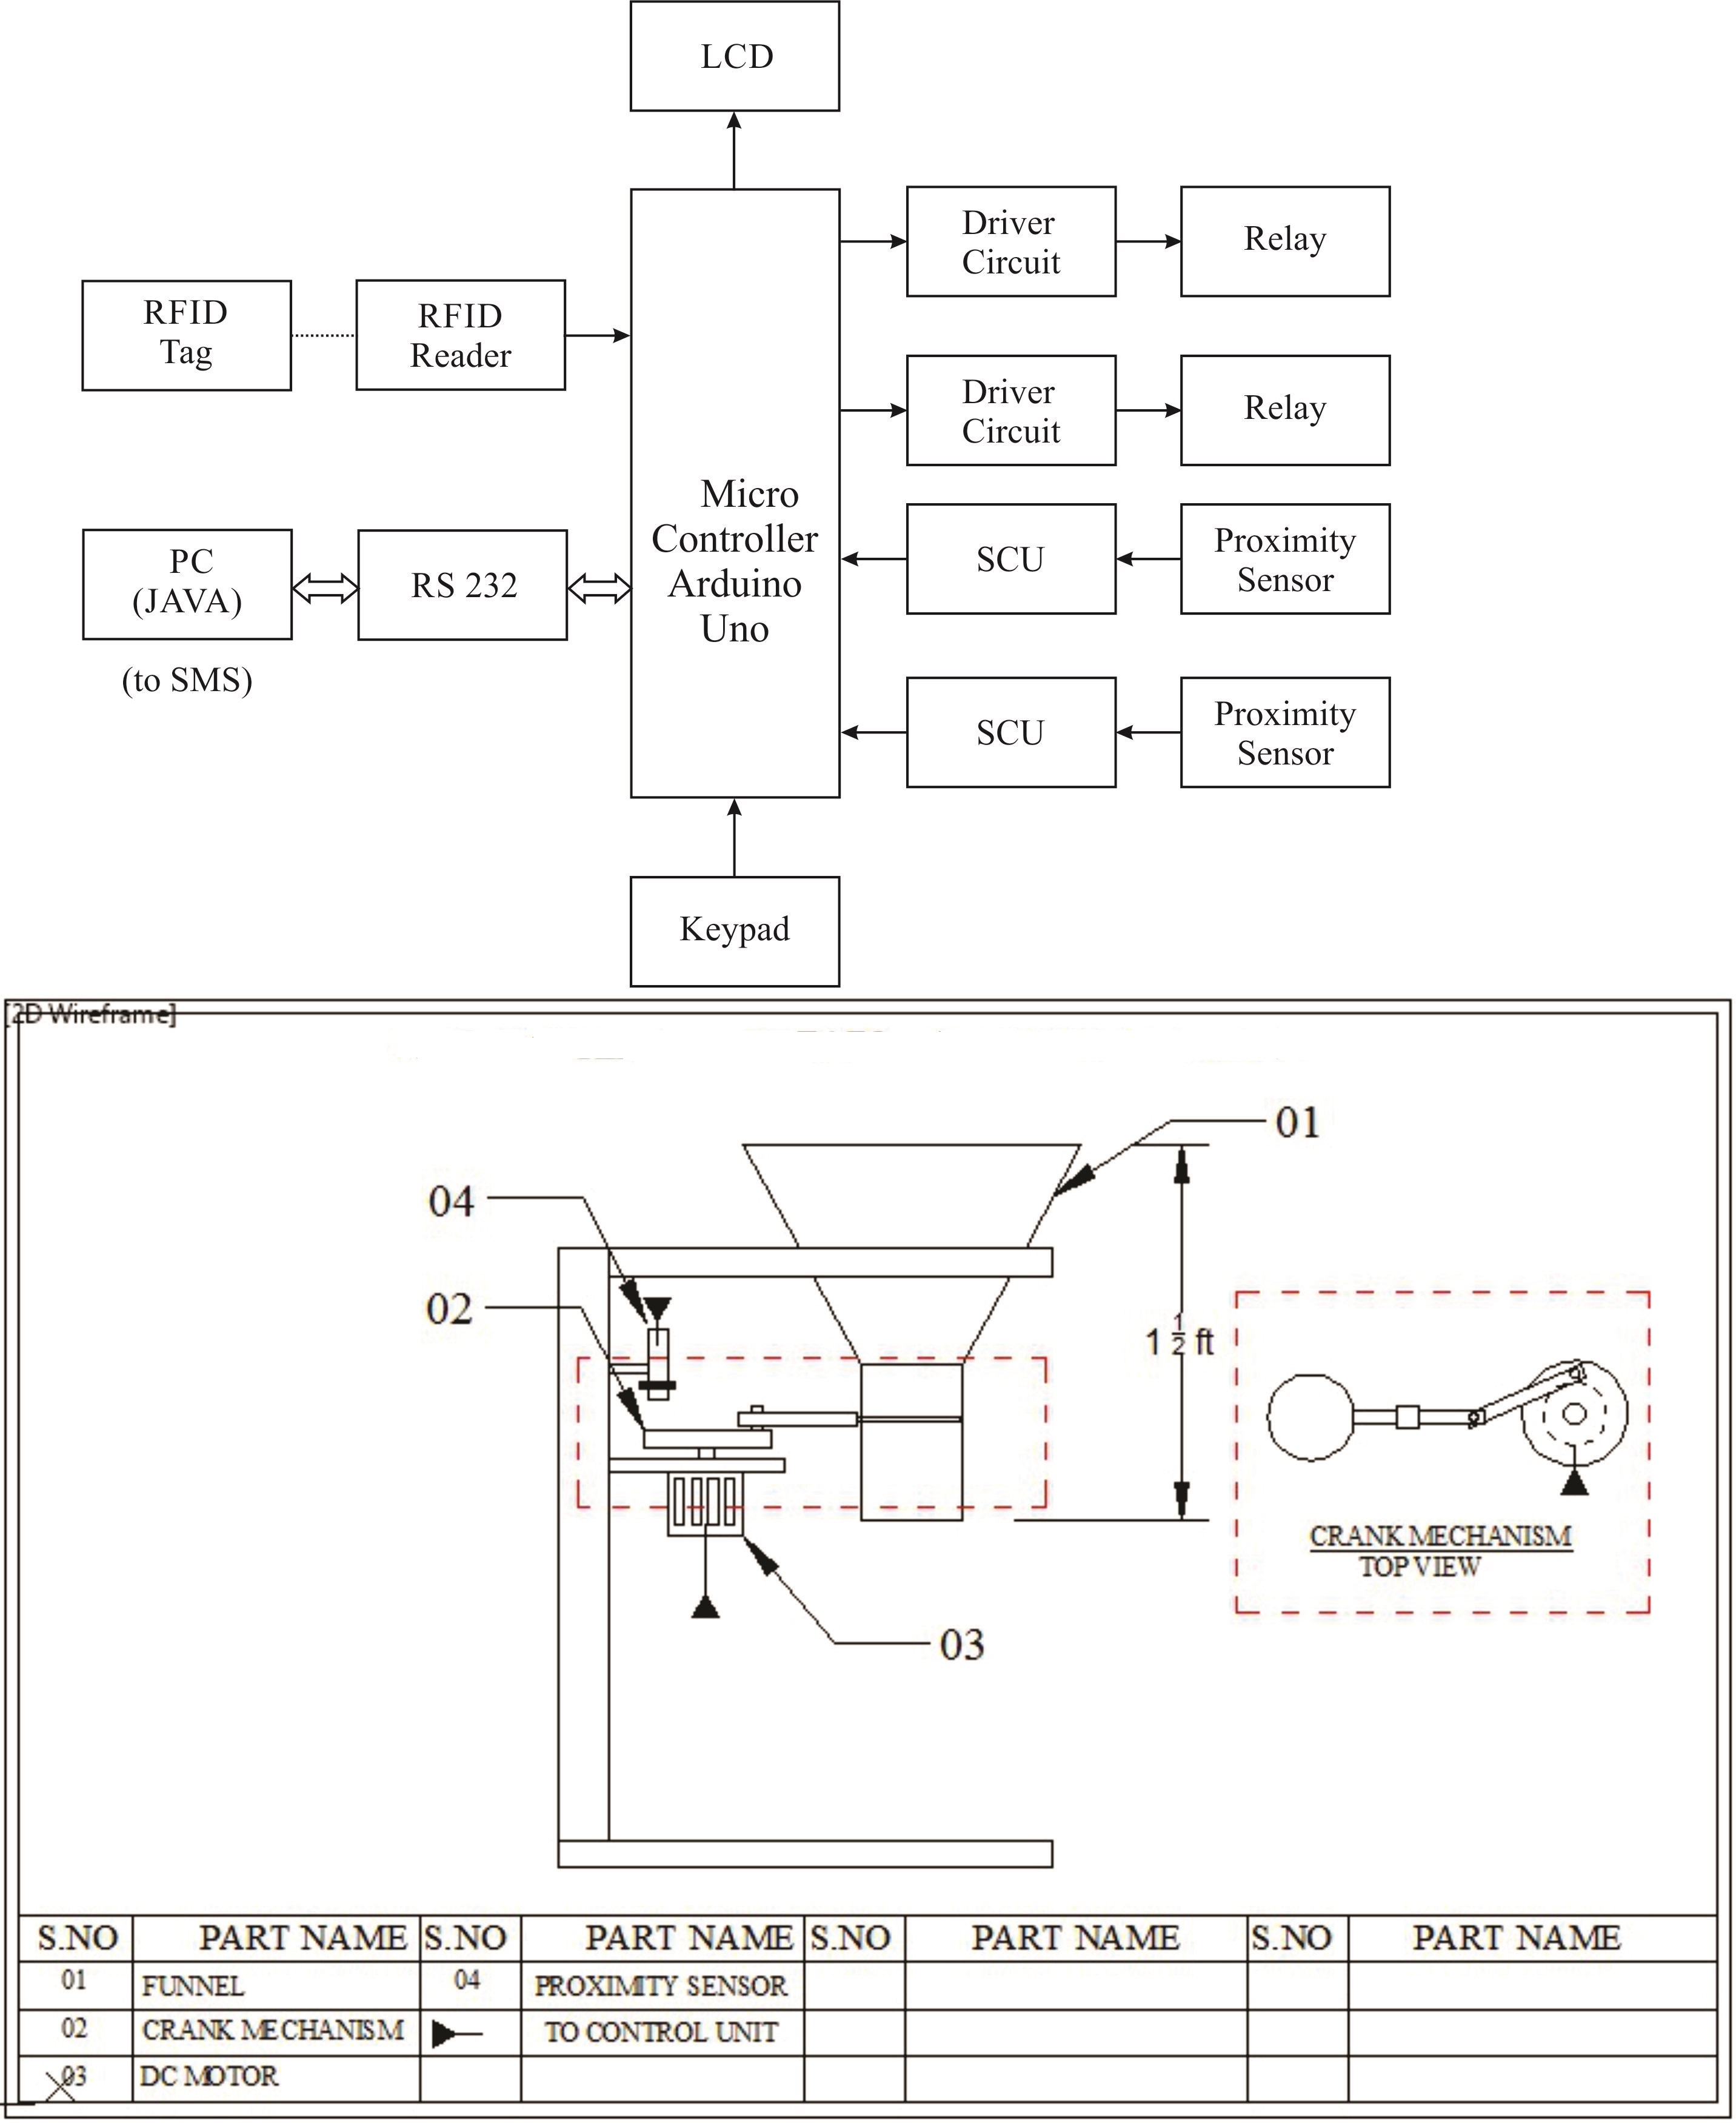 LCD
Driver
Circuit
Relay
RFID
Tag
RFID
Reader
Driver
Circuit
Relay
Micro
Controller
Arduino
Uno
PC
(JAVA)
(to SMS)
RS 232
SCU
Proximity
Sensor
SCU
Proximity
Sensor
Keypad
[2D Wireframe]
01
04
02
1 1/2 ft
03
CRANK MECHANISM
TOP VIEW
S.NO PART NAME S.NO PART NAME S.NO PART NAME S.NO PART NAME
01 FUNNEL 04 PROXIMITY SENSOR
02 CRANK MECHANISM TO CONTROL UNIT
03 DC MOTOR